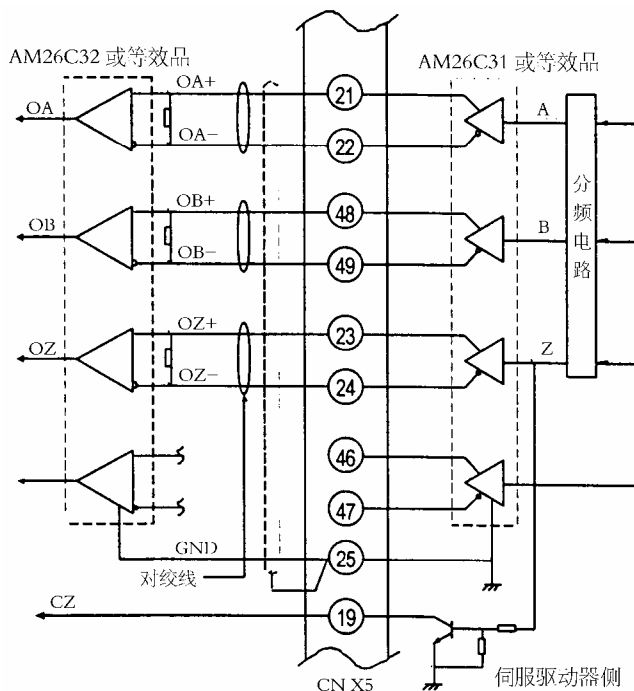 AM26C32 或等效品
AM26C31 或等效品
OA+
21
OA
A
OA−
22
分频电路
OB+
48
OB
B
OB−
49
OZ+
23
OZ
Z
OZ−
24
46
47
GND
25
对绞线
CZ
19
伺服驱动器侧
CN X5